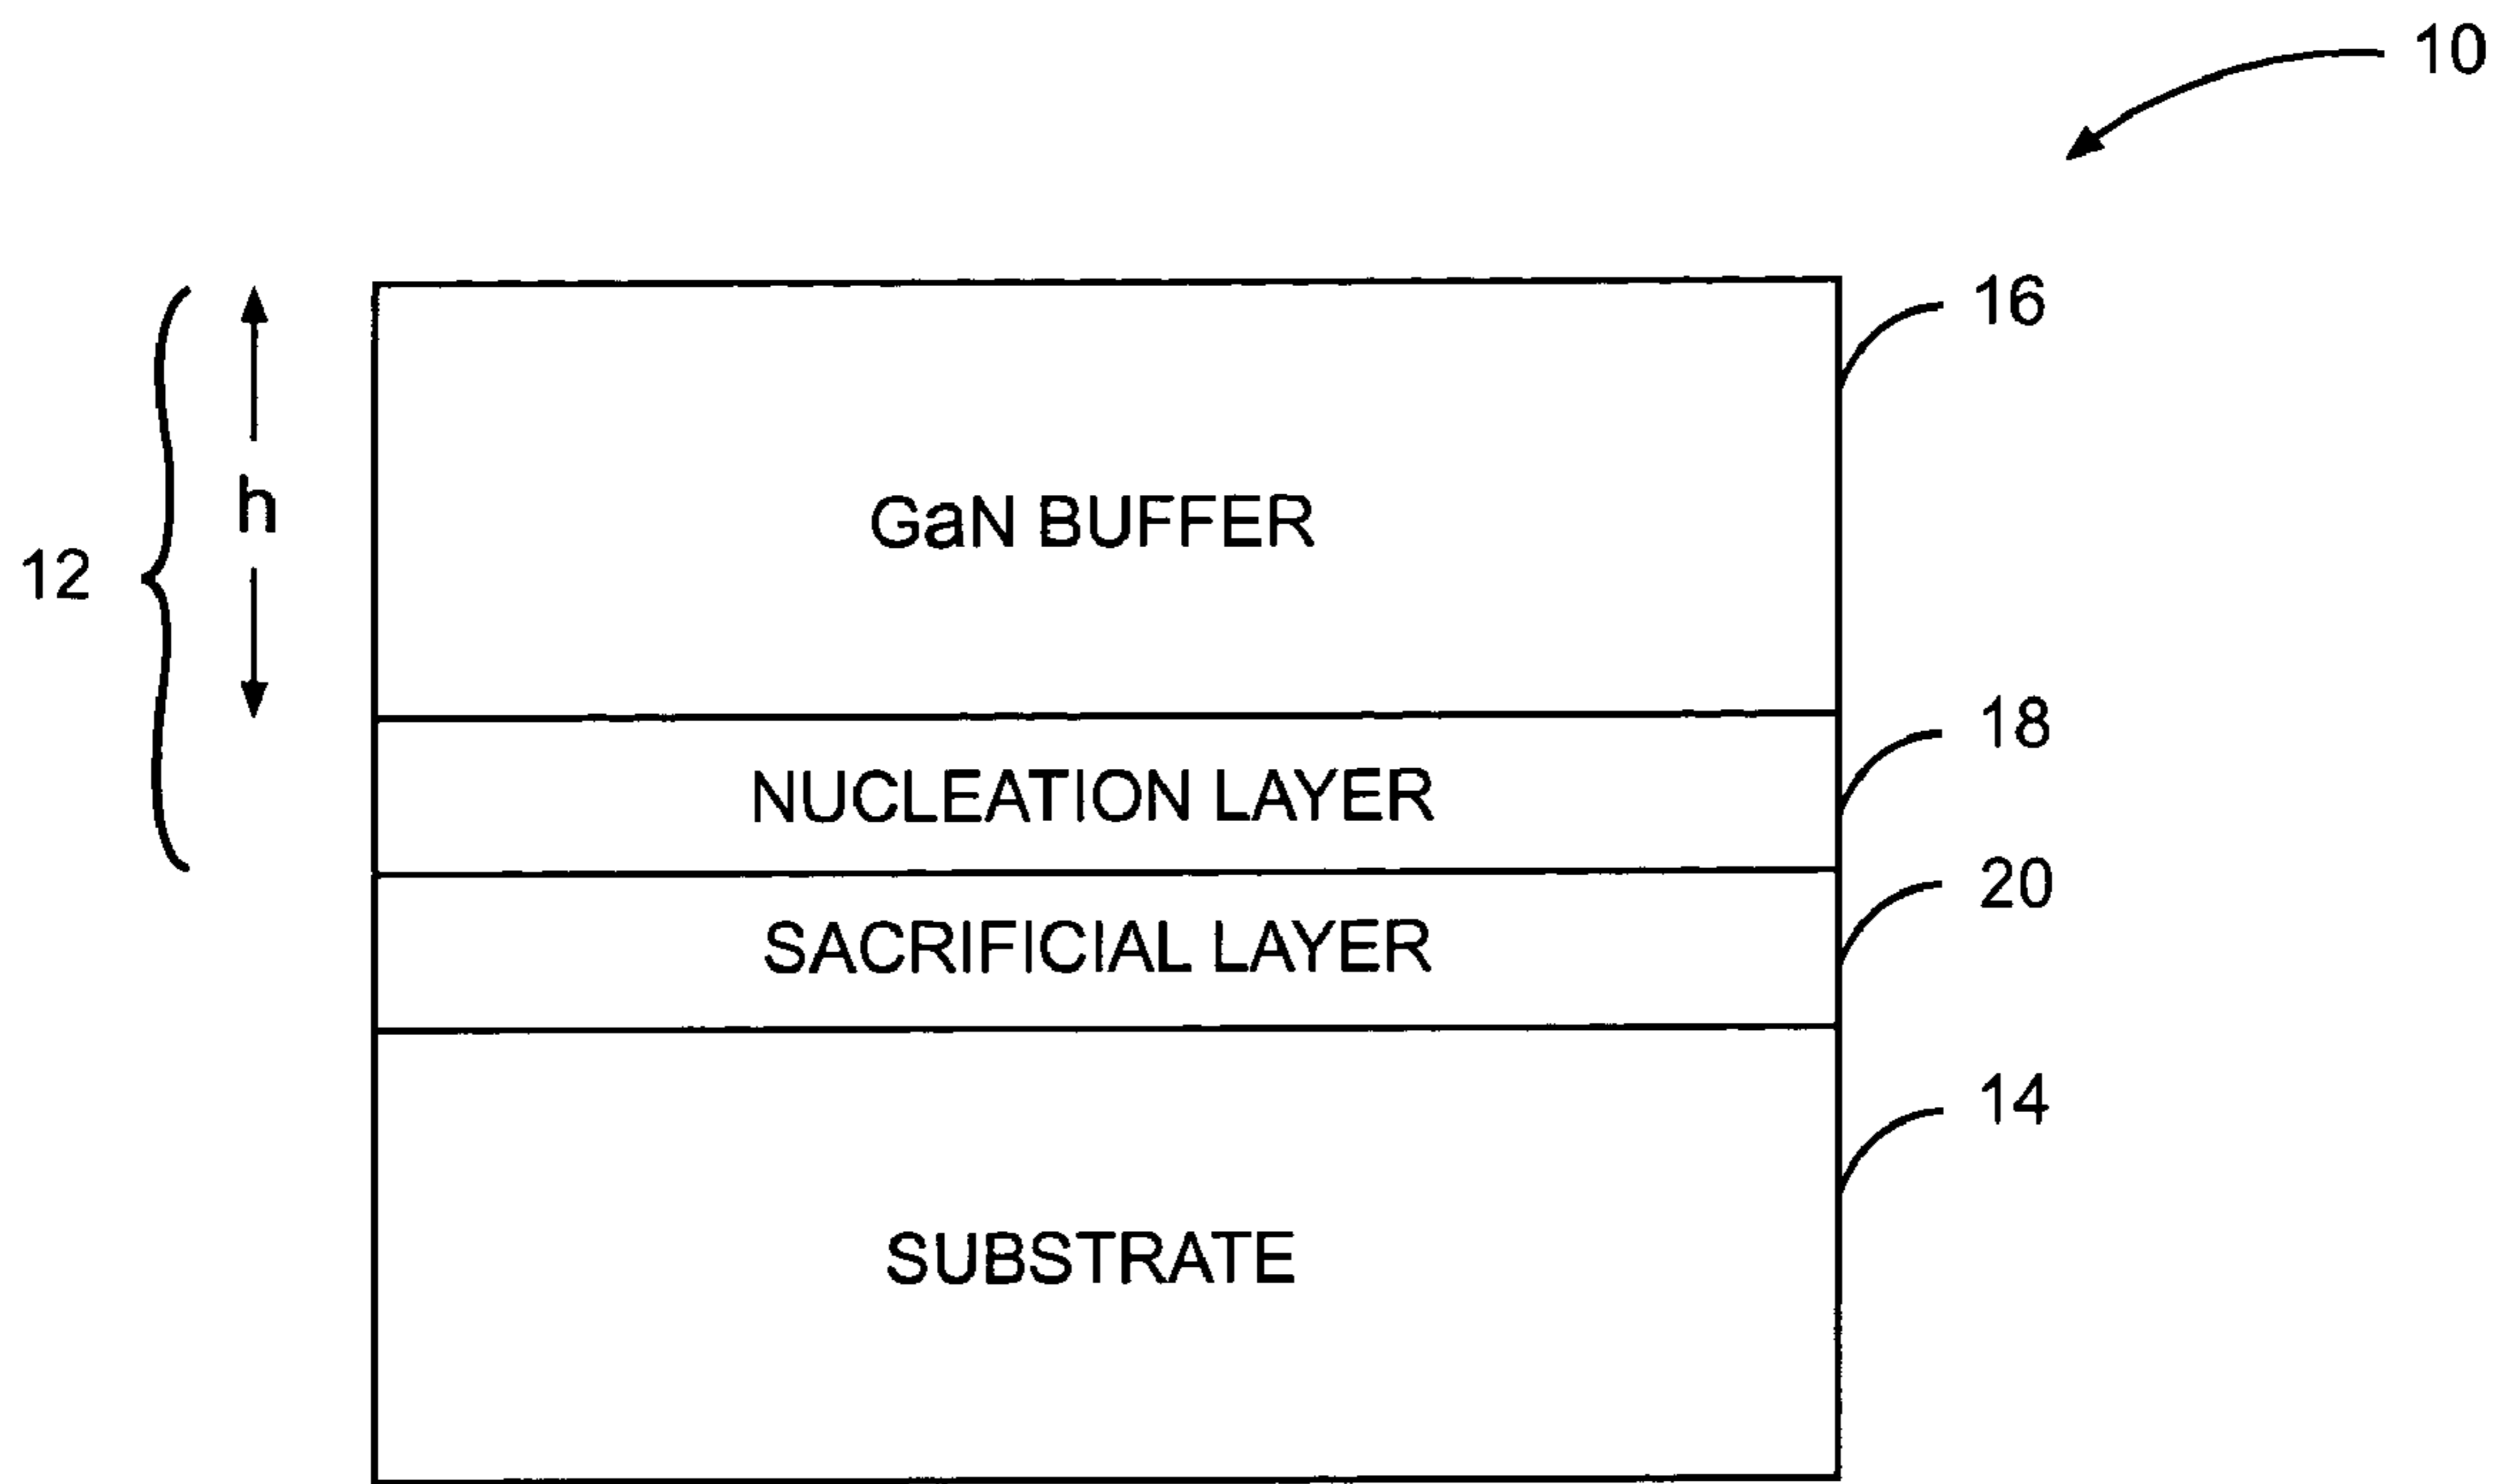 10
16
GaN BUFFER
h
12
18
NUCLEATION LAYER
20
SACRIFICIAL LAYER
14
SUBSTRATE